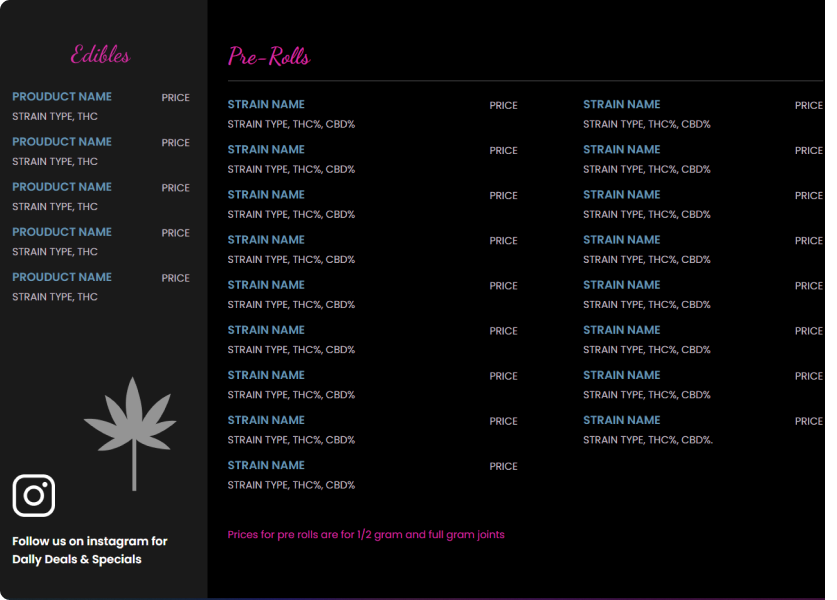 Edibles
PROUDUCT NAME PRICE
STRAIN TYPE, THC
PROUDUCT NAME PRICE
STRAIN TYPE, THC
PROUDUCT NAME PRICE
STRAIN TYPE, THC
PROUDUCT NAME PRICE
STRAIN TYPE, THC
PROUDUCT NAME PRICE
STRAIN TYPE, THC
Follow us on instagram for
Dally Deals & Specials
Pre-Rolls
STRAIN NAME PRICE
STRAIN TYPE, THC%, CBD%
STRAIN NAME PRICE
STRAIN TYPE, THC%, CBD%
STRAIN NAME PRICE
STRAIN TYPE, THC%, CBD%
STRAIN NAME PRICE
STRAIN TYPE, THC%, CBD%
STRAIN NAME PRICE
STRAIN TYPE, THC%, CBD%
STRAIN NAME PRICE
STRAIN TYPE, THC%, CBD%
STRAIN NAME PRICE
STRAIN TYPE, THC%, CBD%
STRAIN NAME PRICE
STRAIN TYPE, THC%, CBD%
STRAIN NAME PRICE
STRAIN TYPE, THC%, CBD%
STRAIN NAME PRICE
STRAIN TYPE, THC%, CBD%
STRAIN NAME PRICE
STRAIN TYPE, THC%, CBD%
STRAIN NAME PRICE
STRAIN TYPE, THC%, CBD%
STRAIN NAME PRICE
STRAIN TYPE, THC%, CBD%
STRAIN NAME PRICE
STRAIN TYPE, THC%, CBD%
STRAIN NAME PRICE
STRAIN TYPE, THC%, CBD%
STRAIN NAME PRICE
STRAIN TYPE, THC%, CBD%
STRAIN NAME PRICE
STRAIN TYPE, THC%, CBD%.
Prices for pre rolls are for 1/2 gram and full gram joints